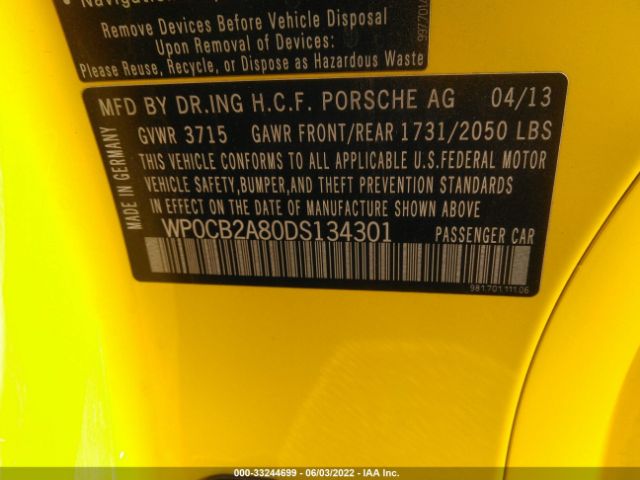 Remove Devices Before Vehicle Disposal
Upon Removal of Devices:
Please Reuse, Recycle, or Dispose as Hazardous Waste
MADE IN GERMANY
MFD BY DR.ING H.C.F. PORSCHE AG 04/13
GVWR 3715 GAWR FRONT/REAR 1731/2050 LBS
THIS VEHICLE CONFORMS TO ALL APPLICABLE U.S.FEDERAL MOTOR
VEHICLE SAFETY,BUMPER,AND THEFT PREVENTION STANDARDS
IN EFFECT ON THE DATE OF MANUFACTURE SHOWN ABOVE
WP0CB2A80DS134301 PASSENGER CAR
981.701.111.06
000-33244699 - 06/03/2022 - IAA Inc.